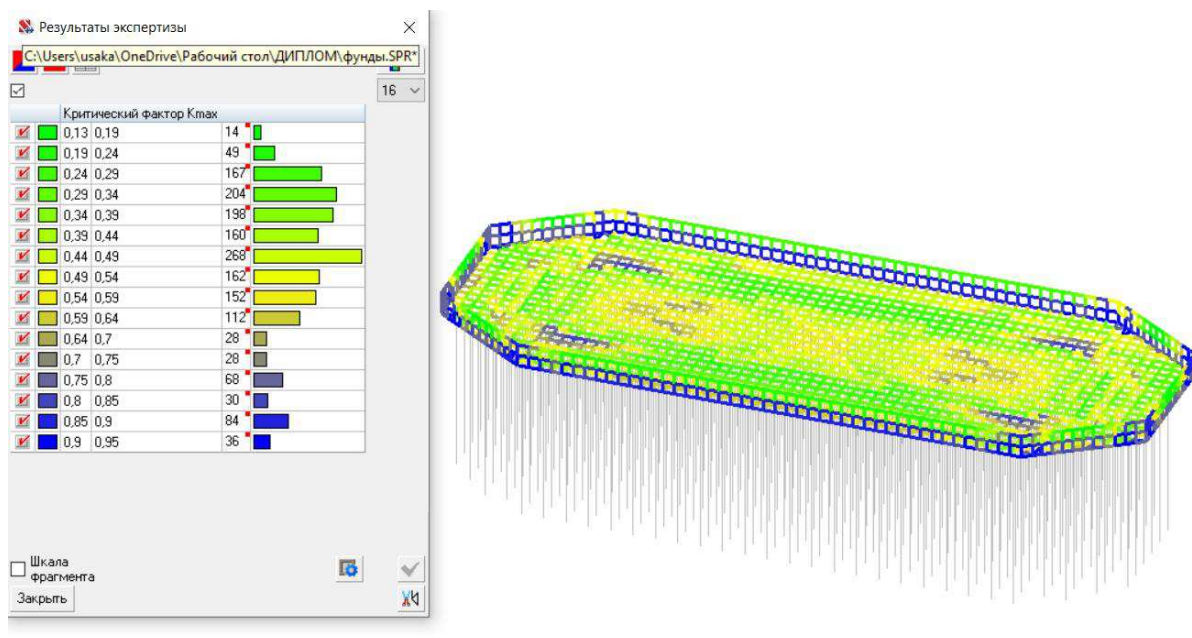 Результаты экспертизы
C:\Users\usaka\OneDrive\Рабочий стол\ДИПЛОМ\фунды.SPR*
16
Критический фактор Kmax
0,13 0,19 14
0,19 0,24 49
0,24 0,29 167
0,29 0,34 204
0,34 0,39 198
0,39 0,44 160
0,44 0,49 268
0,49 0,54 162
0,54 0,59 152
0,59 0,64 112
0,64 0,7 28
0,7 0,75 28
0,75 0,8 68
0,8 0,85 30
0,85 0,9 84
0,9 0,95 36
Шкала
фрагмента
Закрыть